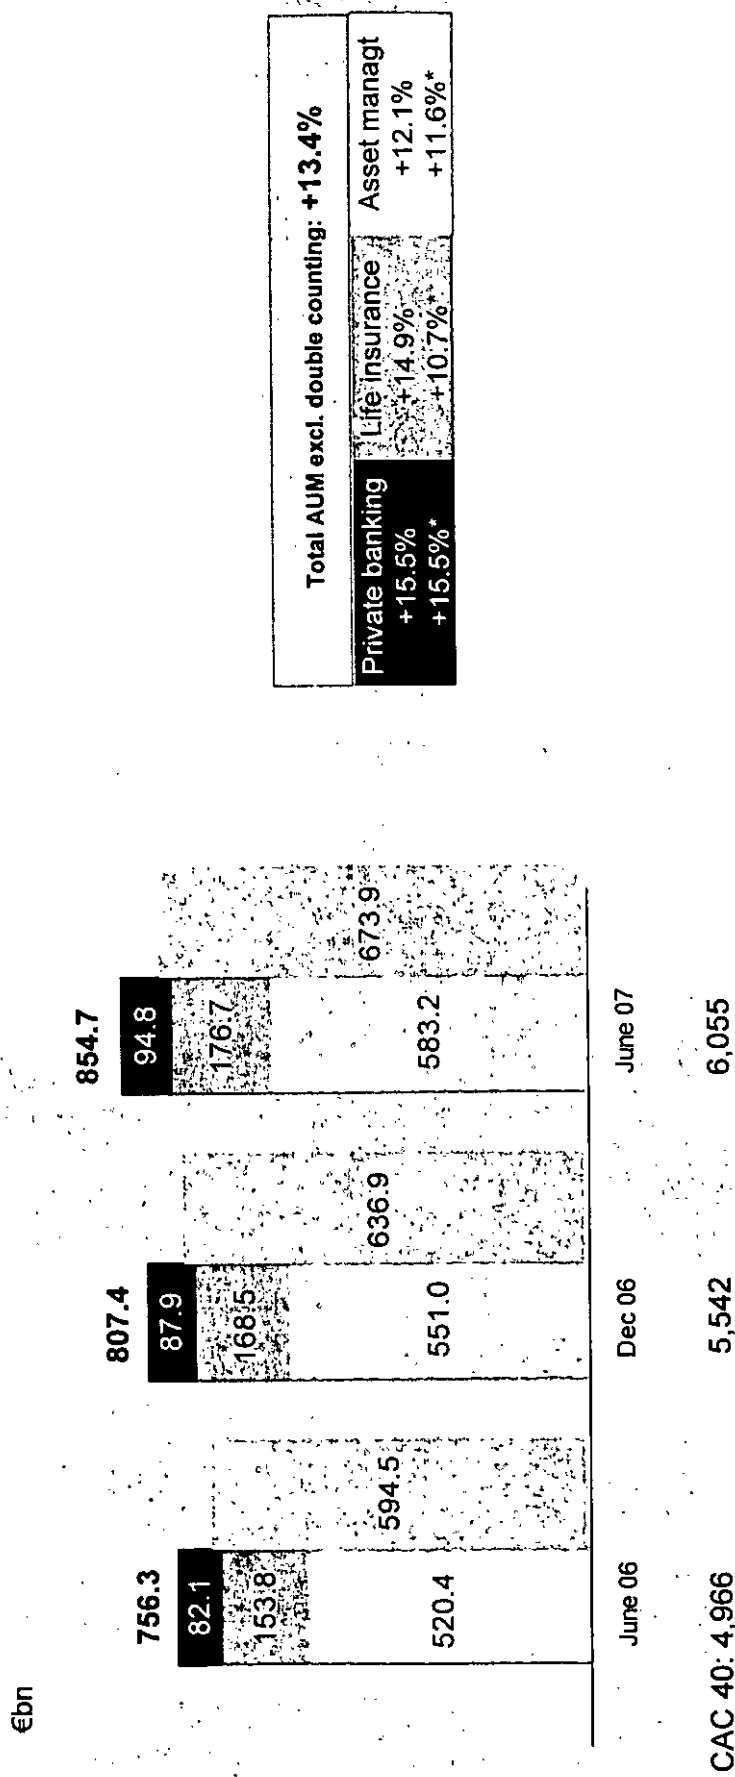 €bn
756.3
82.1
153.8
520.4
594.5
807.4
87.9
168.5
551.0
636.9
854.7
94.8
176.7
583.2
673.9
June 06
Dec 06
June 07
CAC 40: 4,966
5,542
6,055
Total AUM excl. double counting: +13.4%
Private banking
+15.5%
+15.5%*
Life insurance
+14.9%
+10.7%*
Asset managt
+12.1%
+11.6%*